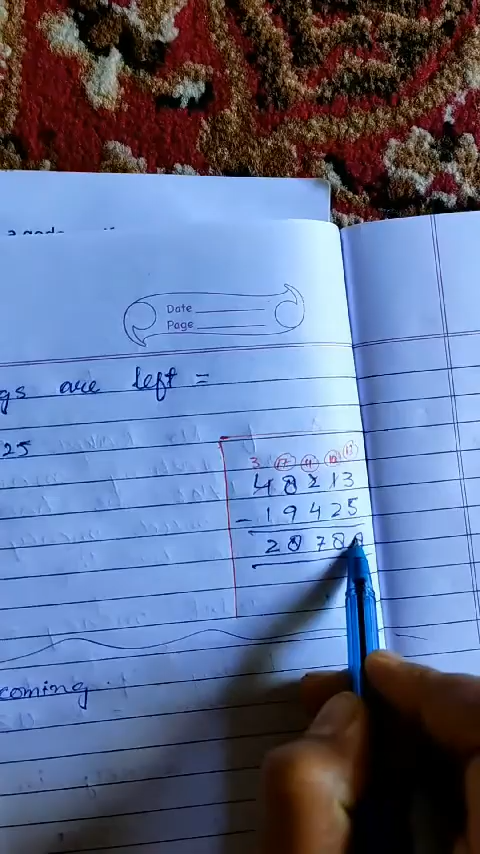 Date
Page
gs are left =
25
3 17 11 10 13
48213
- 19425
28788
coming